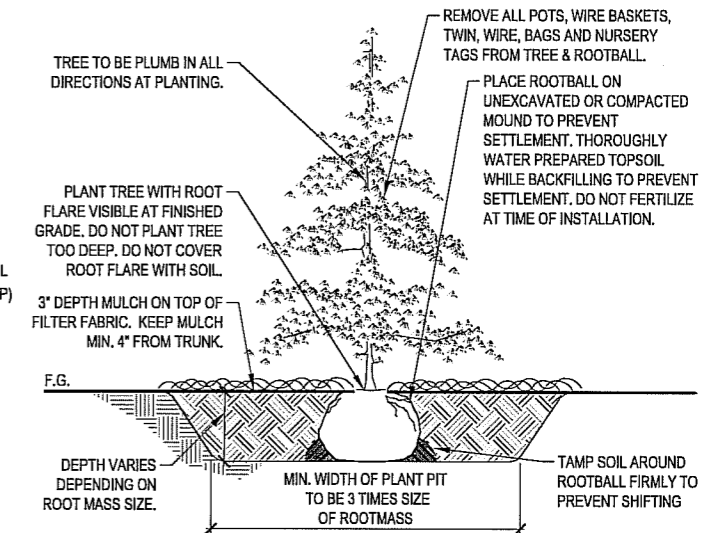 REMOVE ALL POTS, WIRE BASKETS,
TWIN, WIRE, BAGS AND NURSERY
TAGS FROM TREE & ROOTBALL.
TREE TO BE PLUMB IN ALL
DIRECTIONS AT PLANTING.
PLACE ROOTBALL ON
UNEXCAVATED OR COMPACTED
MOUND TO PREVENT
SETTLEMENT. THOROUGHLY
WATER PREPARED TOPSOIL
WHILE BACKFILLING TO PREVENT
SETTLEMENT. DO NOT FERTILIZE
AT TIME OF INSTALLATION.
PLANT TREE WITH ROOT
FLARE VISIBLE AT FINISHED
GRADE. DO NOT PLANT TREE
TOO DEEP. DO NOT COVER
ROOT FLARE WITH SOIL.
L
P)
3" DEPTH MULCH ON TOP OF
FILTER FABRIC. KEEP MULCH
MIN. 4" FROM TRUNK.
F.G.
DEPTH VARIES
DEPENDING ON
ROOT MASS SIZE.
MIN. WIDTH OF PLANT PIT
TO BE 3 TIMES SIZE
OF ROOTMASS
TAMP SOIL AROUND
ROOTBALL FIRMLY TO
PREVENT SHIFTING